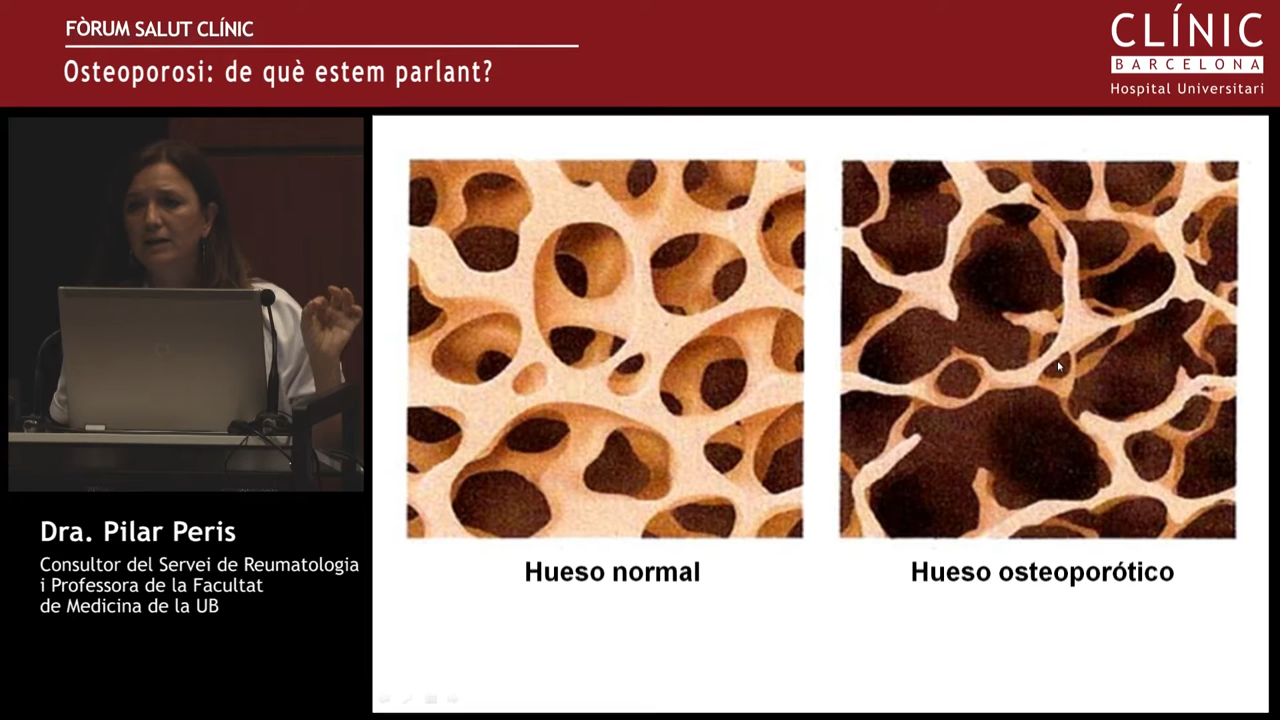 FÒRUM SALUT CLÍNIC
Osteoporosi: de què estem parlant?
CLÍNIC
BARCELONA
Hospital Universitari
Hueso normal
Hueso osteoporótico
Dra. Pilar Peris
Consultor del Servei de Reumatologia
i Professora de la Facultat
de Medicina de la UB